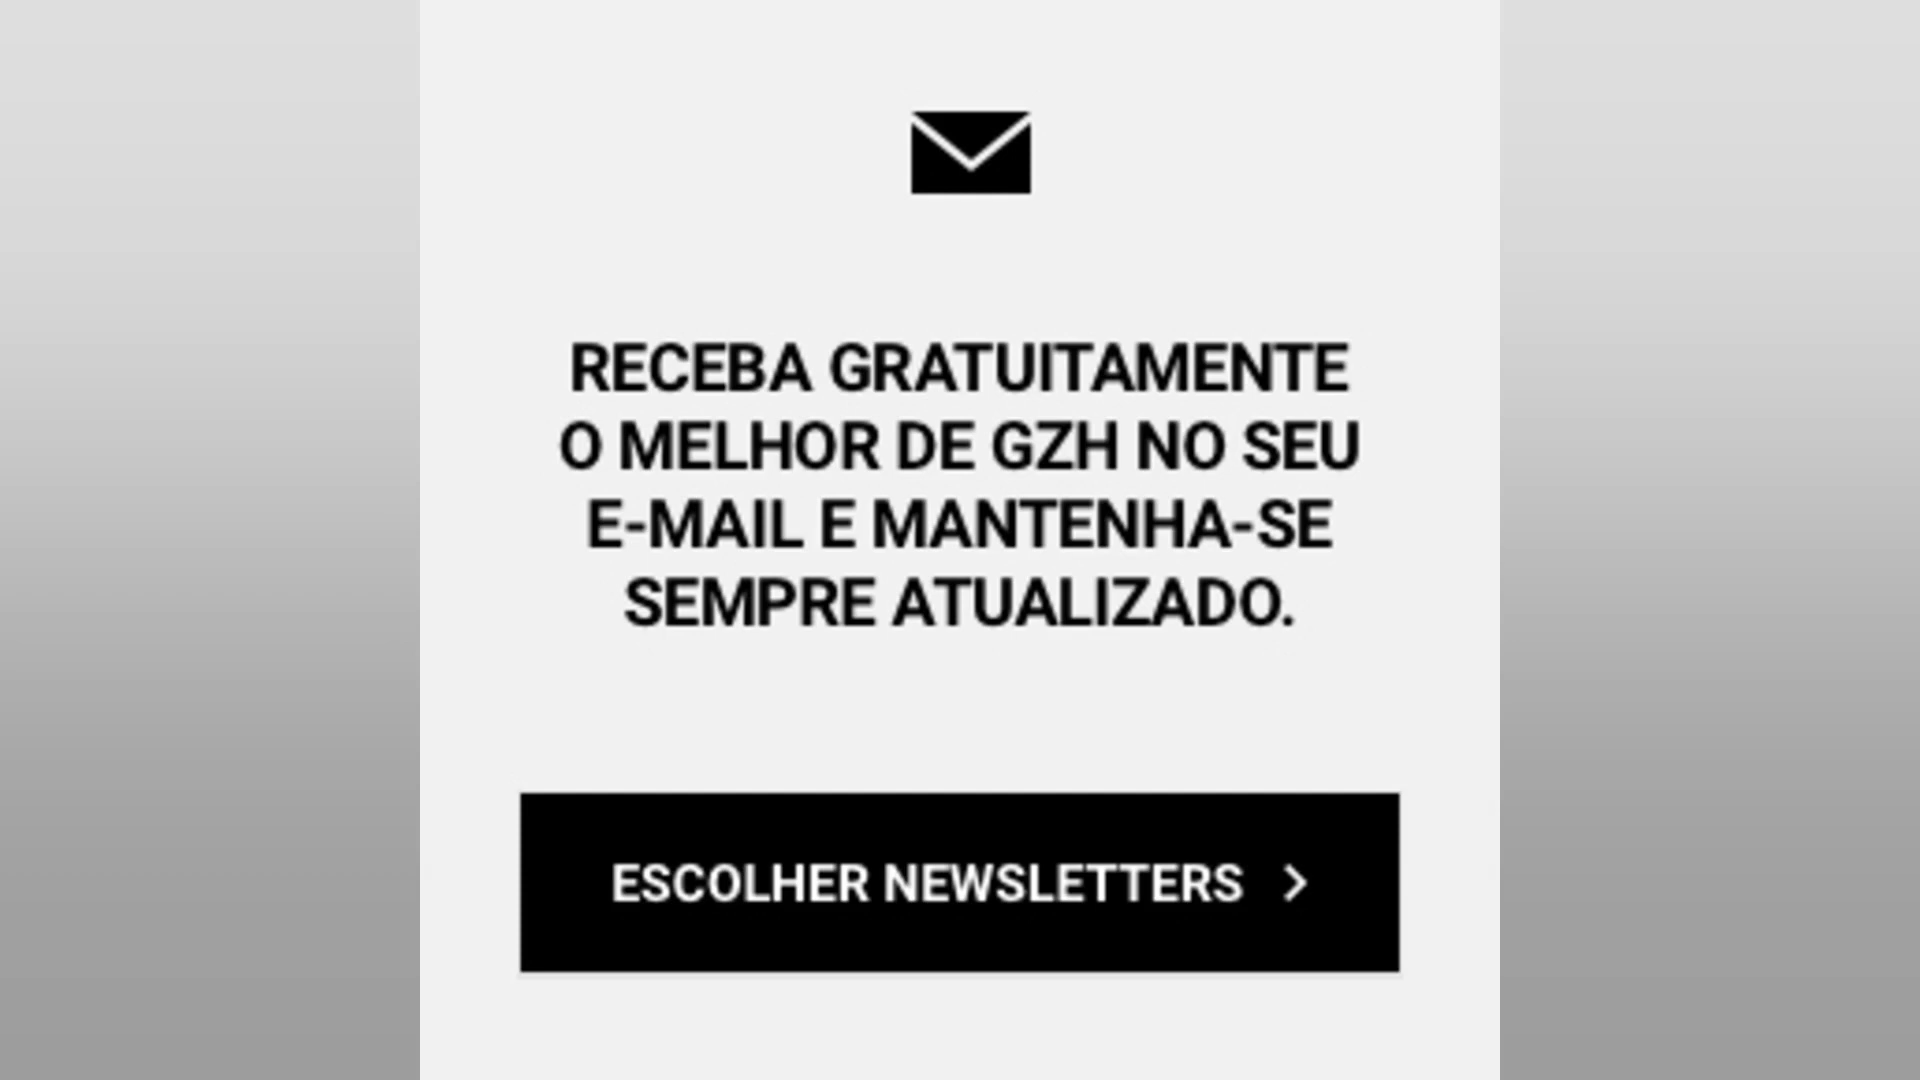 RECEBA GRATUITAMENTE
O MELHOR DE GZH NO SEU
E-MAIL E MANTENHA-SE
SEMPRE ATUALIZADO.
ESCOLHER NEWSLETTERS